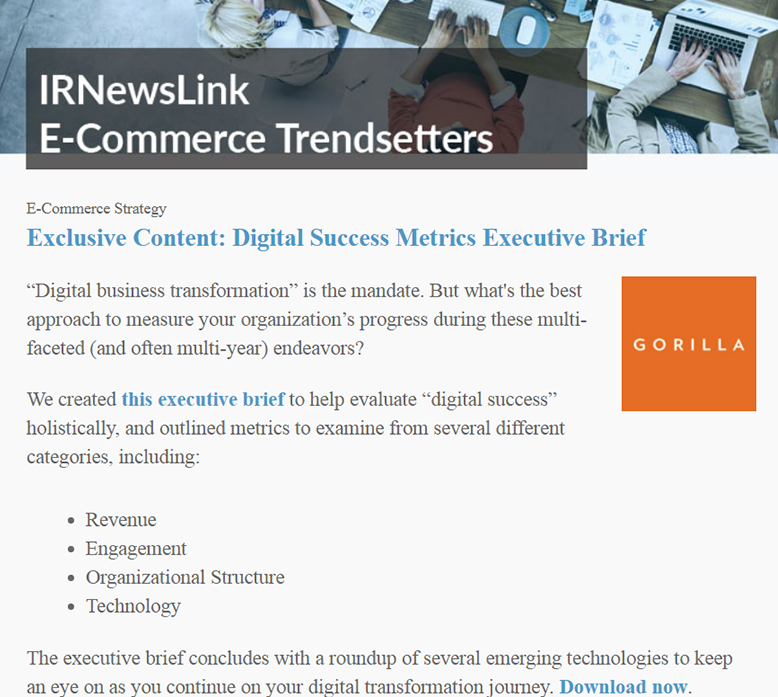 IRNewsLink
E-Commerce Trendsetters
E-Commerce Strategy
Exclusive Content: Digital Success Metrics Executive Brief
“Digital business transformation” is the mandate. But what's the best
approach to measure your organization’s progress during these multi-
faceted (and often multi-year) endeavors?
GORILLA
We created this executive brief to help evaluate “digital success”
holistically, and outlined metrics to examine from several different
categories, including:
• Revenue
• Engagement
• Organizational Structure
• Technology
The executive brief concludes with a roundup of several emerging technologies to keep
an eye on as you continue on your digital transformation journey. Download now.